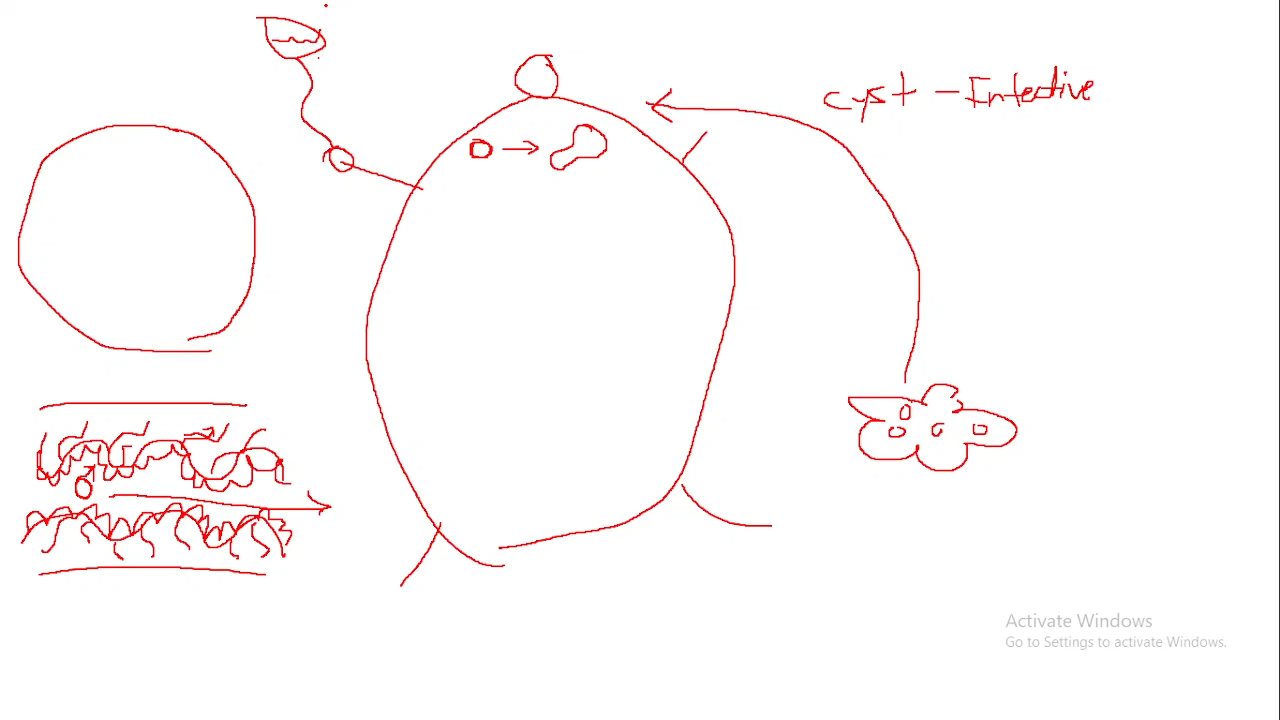 cyst - Infective
Activate Windows
Go to Settings to activate Windows.